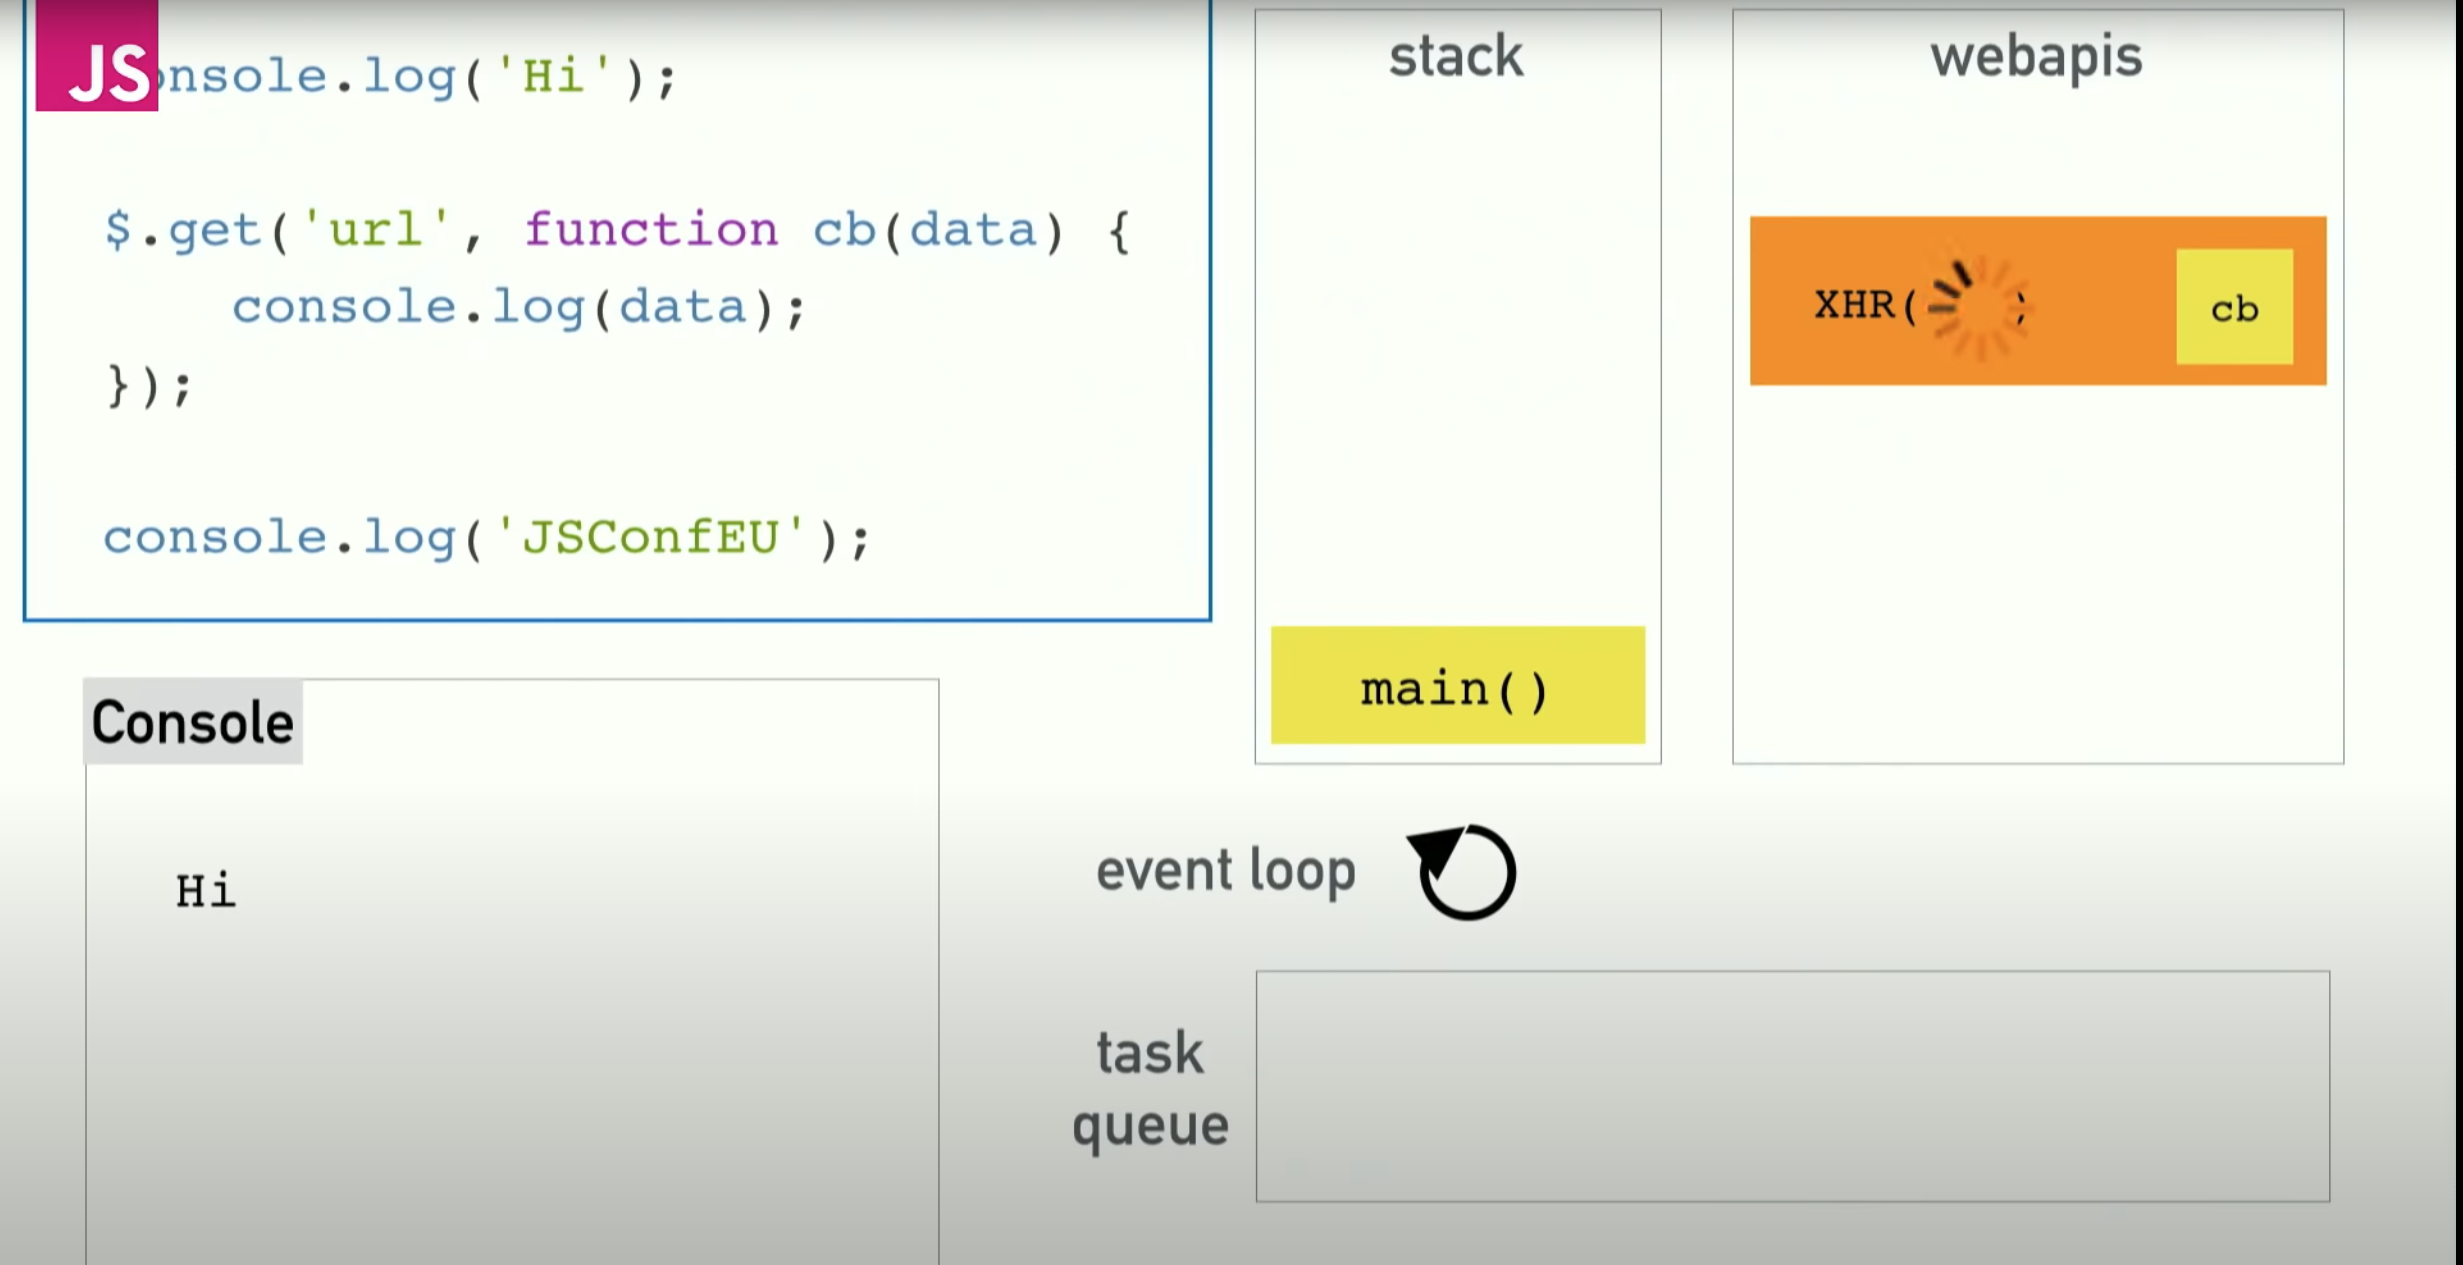 JS
onsole.log('Hi');
$.get('url', function cb(data) {
console.log(data);
});
console.log('JSConfEU');
stack
main()
webapis
XHR( ;
cb
Console
Hi
event loop
task
queue